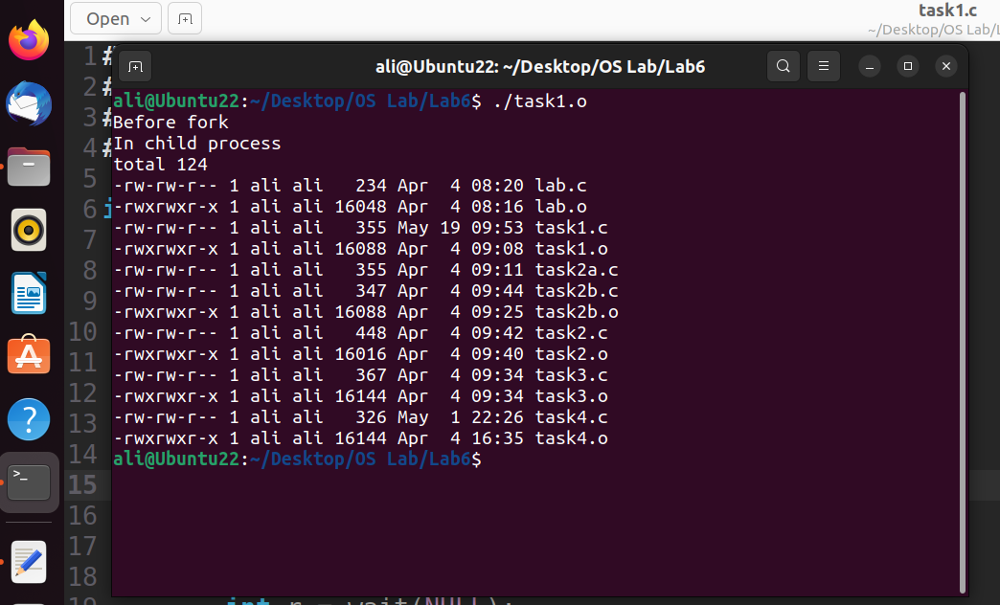 Open
task1.c
~/Desktop/OS Lab/L
ali@Ubuntu22: ~/Desktop/OS Lab/Lab6
1 #
2 #
3 #
4 #
5
6 i
7
8
9
10
11
12
13
14
15
16
17
18
19
ali@Ubuntu22:~/Desktop/OS Lab/Lab6$ ./task1.o
Before fork
In child process
total 124
-rw-rw-r-- 1 ali ali   234 Apr  4 08:20 lab.c
-rwxrwxr-x 1 ali ali 16048 Apr  4 08:16 lab.o
-rw-rw-r-- 1 ali ali   355 May 19 09:53 task1.c
-rwxrwxr-x 1 ali ali 16088 Apr  4 09:08 task1.o
-rw-rw-r-- 1 ali ali   355 Apr  4 09:11 task2a.c
-rw-rw-r-- 1 ali ali   347 Apr  4 09:44 task2b.c
-rwxrwxr-x 1 ali ali 16088 Apr  4 09:25 task2b.o
-rw-rw-r-- 1 ali ali   448 Apr  4 09:42 task2.c
-rwxrwxr-x 1 ali ali 16016 Apr  4 09:40 task2.o
-rw-rw-r-- 1 ali ali   367 Apr  4 09:34 task3.c
-rwxrwxr-x 1 ali ali 16144 Apr  4 09:34 task3.o
-rw-rw-r-- 1 ali ali   326 May  1 22:26 task4.c
-rwxrwxr-x 1 ali ali 16144 Apr  4 16:35 task4.o
ali@Ubuntu22:~/Desktop/OS Lab/Lab6$
int r = wait(NULL);